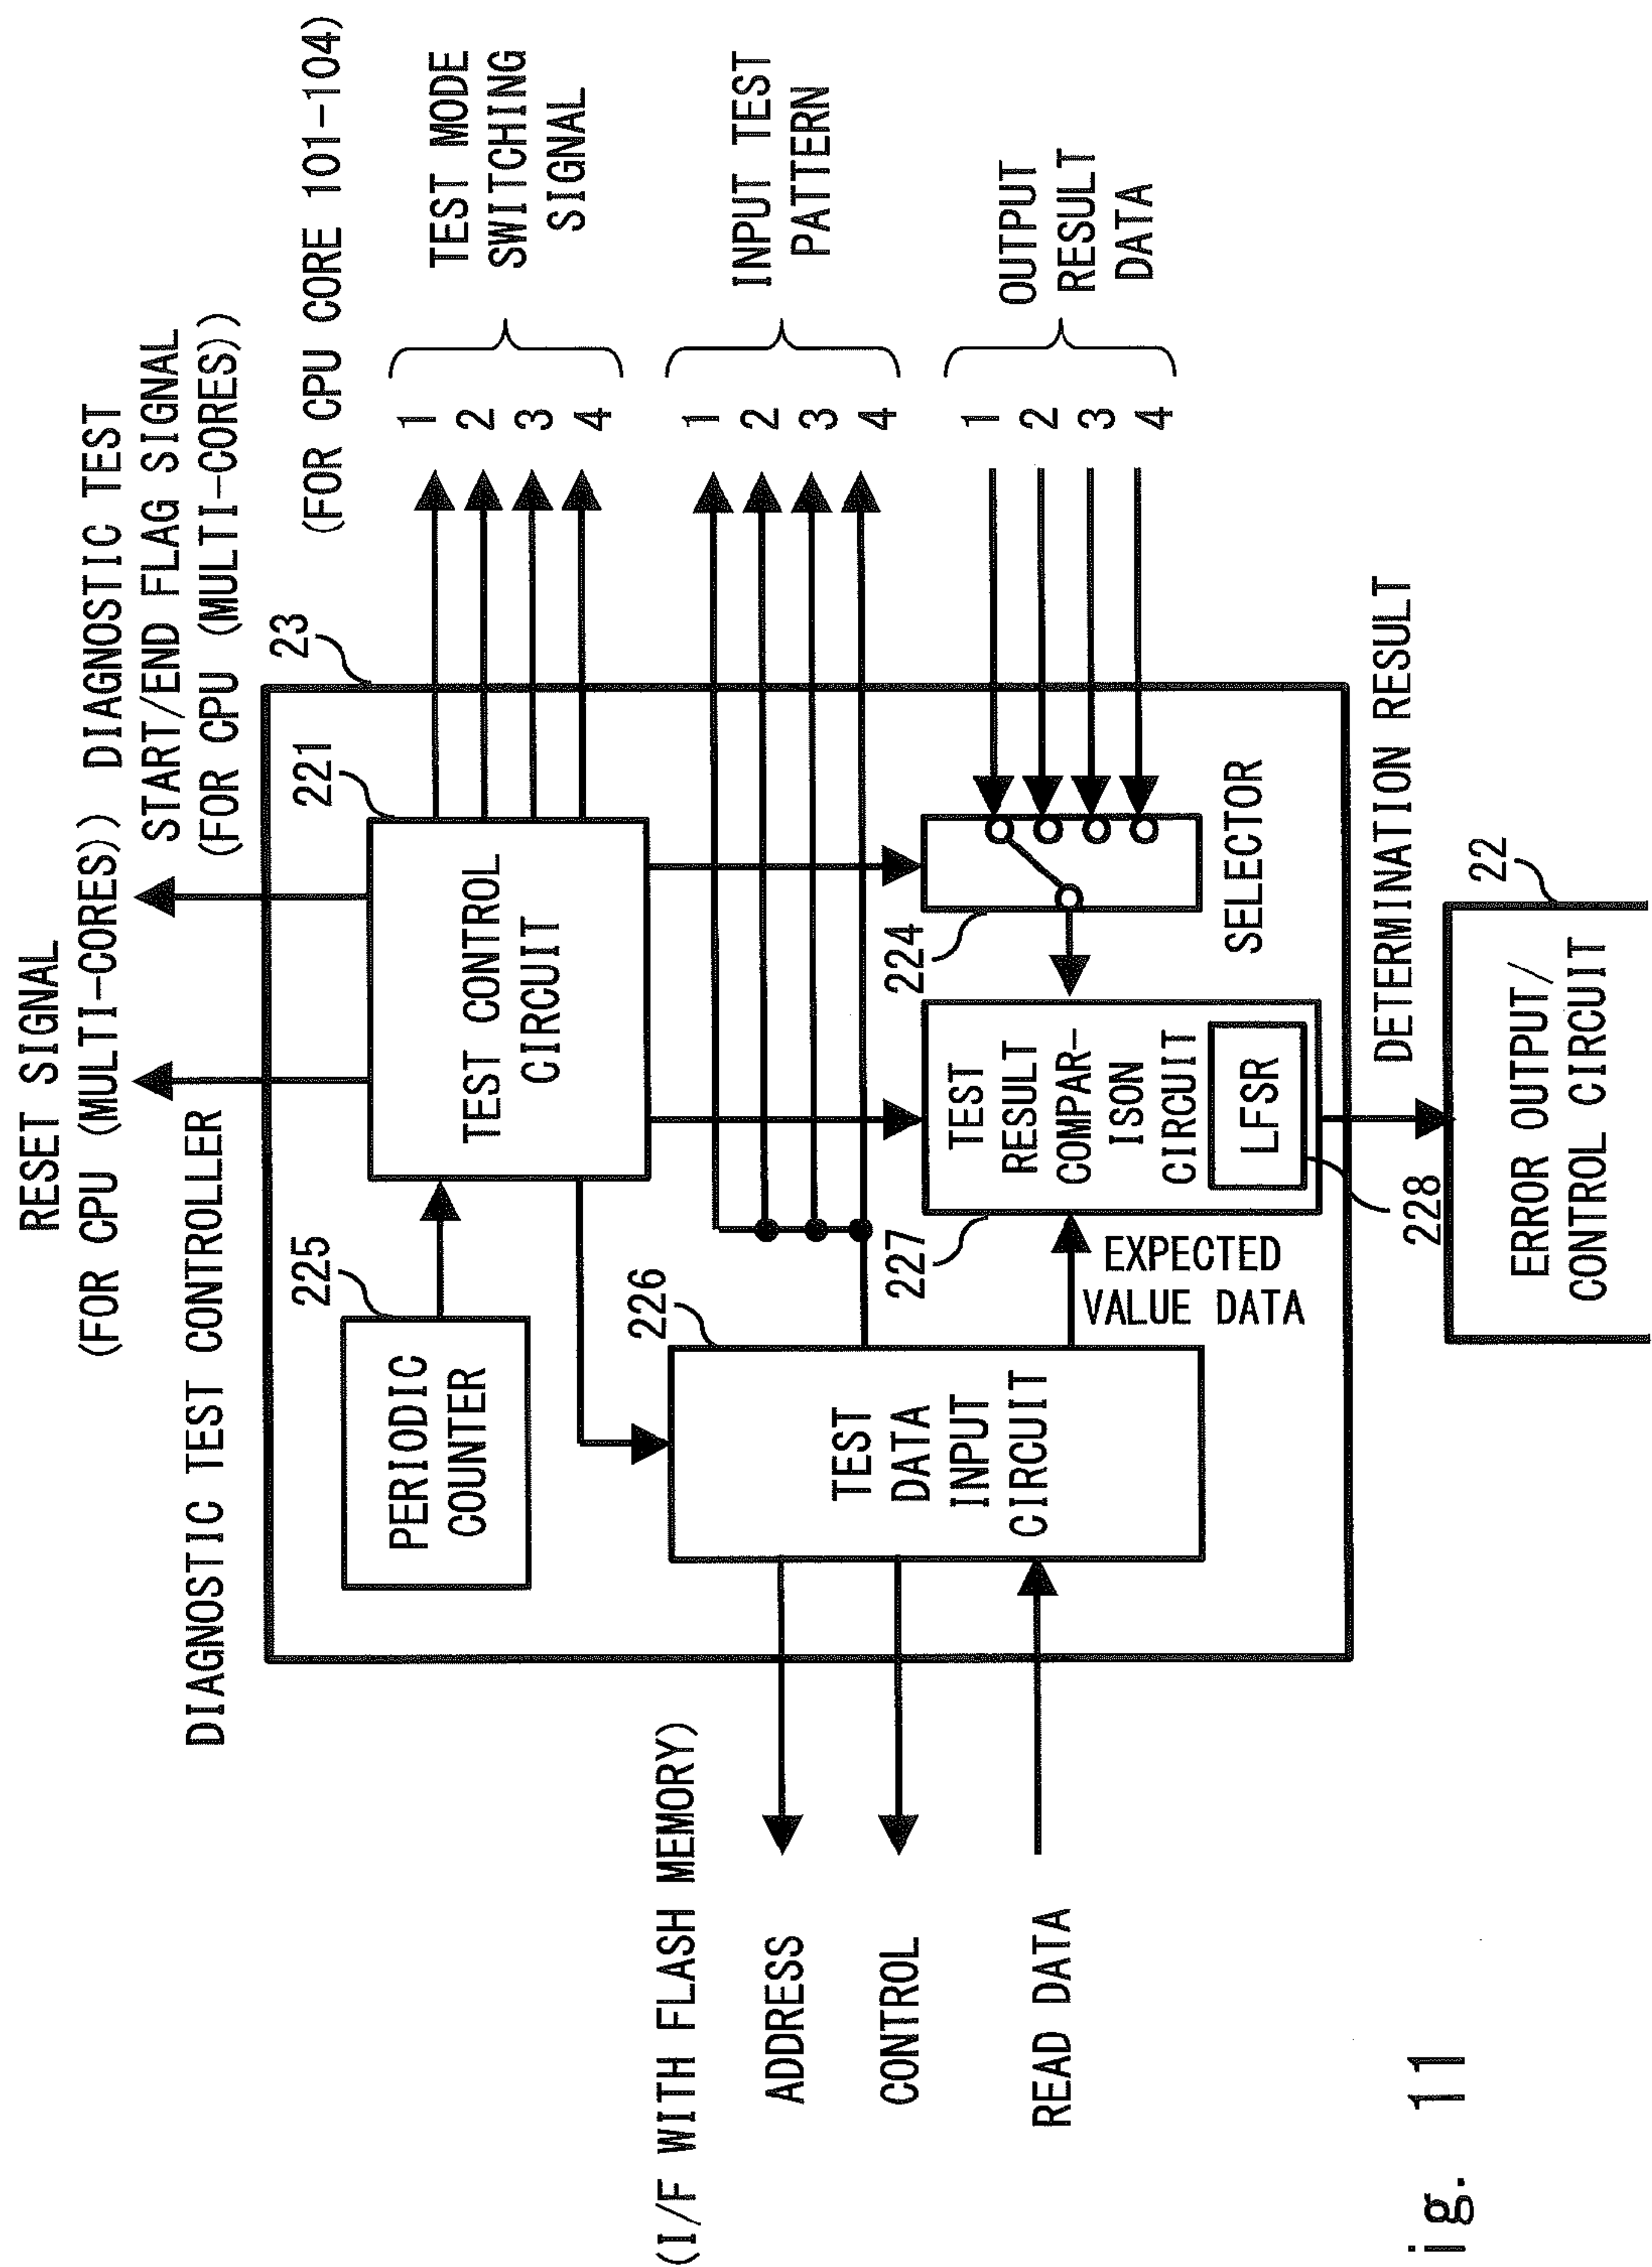 RESET SIGNAL
(FOR CPU (MULTI-CORES))
DIAGNOSTIC TEST
START/END FLAG SIGNAL
(FOR CPU (MULTI-CORES))
DIAGNOSTIC TEST CONTROLLER
23
(FOR CPU CORE 101-104)
225
PERIODIC
COUNTER
221
TEST CONTROL
CIRCUIT
1
2
3
4
TEST MODE
SWITCHING
SIGNAL
(I/F WITH FLASH MEMORY)
ADDRESS
CONTROL
READ DATA
226
TEST
DATA
INPUT
CIRCUIT
1
2
3
4
INPUT TEST
PATTERN
227
EXPECTED
VALUE DATA
TEST
RESULT
COMPAR-
ISON
CIRCUIT
LFSR
228
224
SELECTOR
1
2
3
4
OUTPUT
RESULT
DATA
DETERMINATION RESULT
22
ERROR OUTPUT/
CONTROL CIRCUIT
ig. 11